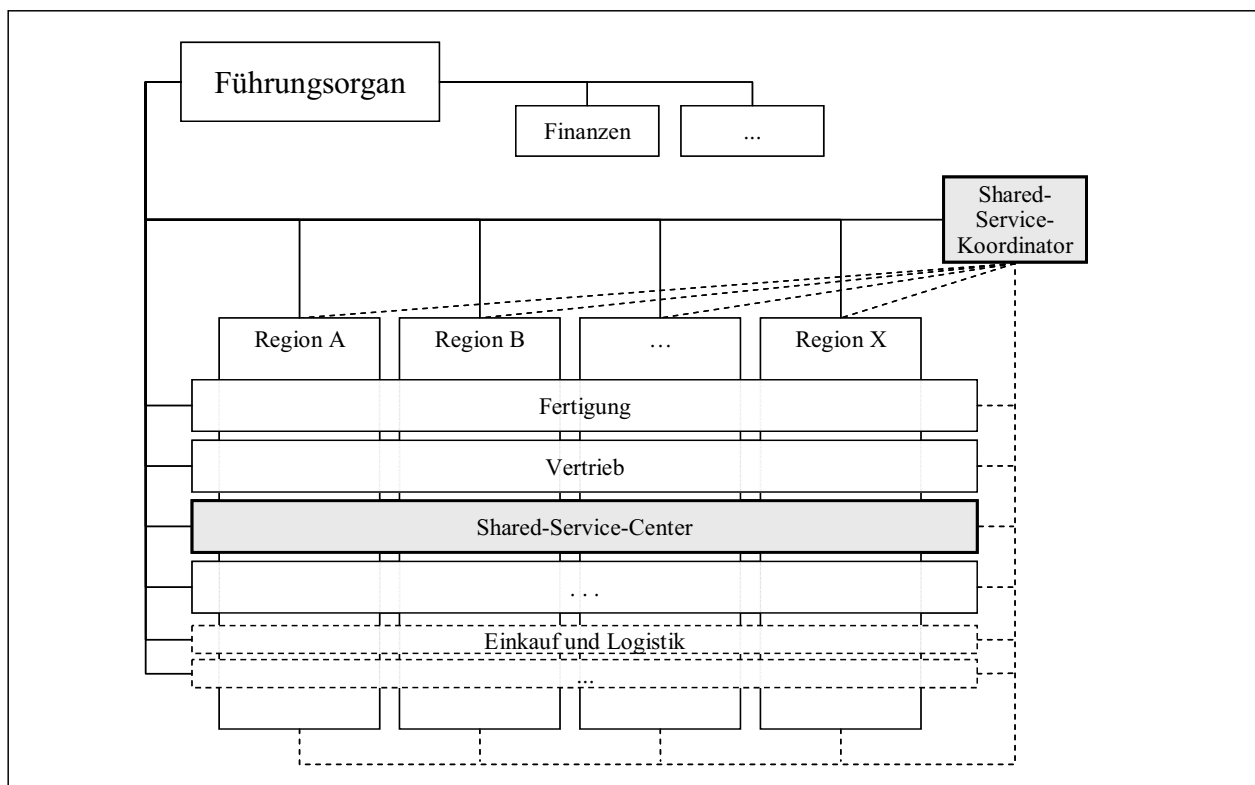 Führungsorgan
Finanzen
...
Shared-
Service-
Koordinator
Region A
Region B
...
Region X
Fertigung
Vertrieb
Shared-Service-Center
. . .
Einkauf und Logistik
...